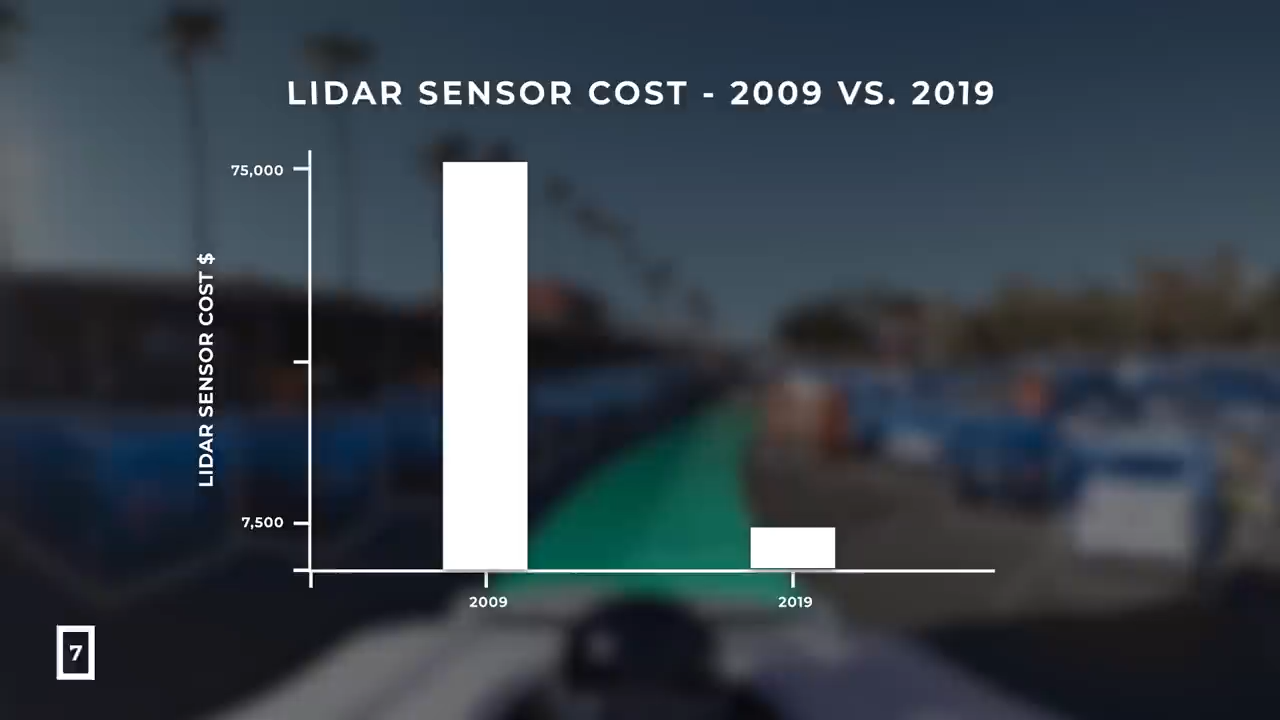 LIDAR SENSOR COST - 2009 VS. 2019
75,000
LIDAR SENSOR COST $
7,500
2009
2019
7